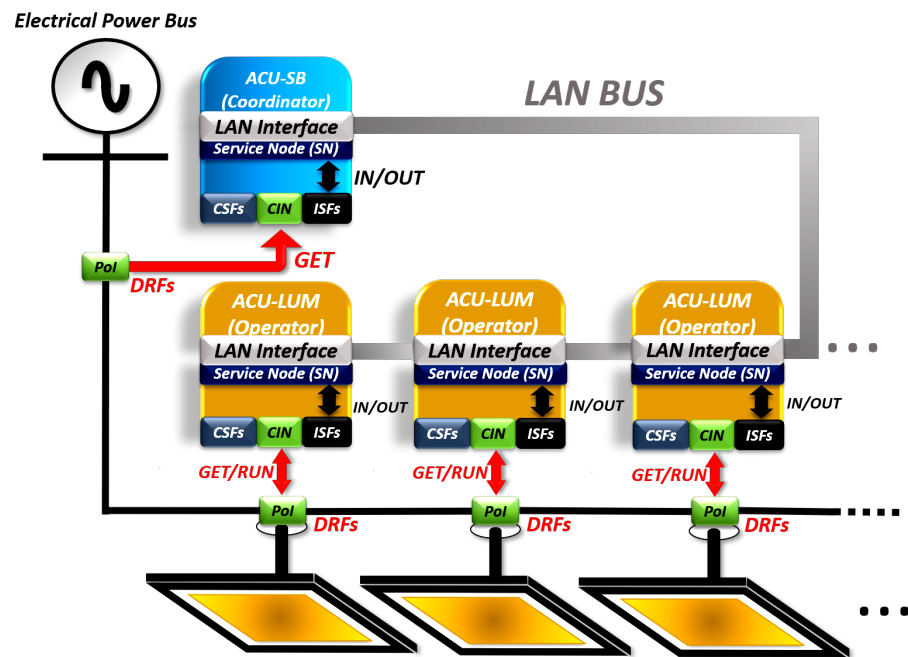 Electrical Power Bus
ACU-SB
(Coordinator)
LAN BUS
LAN Interface
Service Node (SN)
IN/OUT
CSFs
CIN
ISFs
GET
PoI
DRFs
ACU-LUM
(Operator)
LAN Interface
Service Node (SN)
IN/OUT
CSFs
CIN
ISFs
GET/RUN
PoI
DRFs
ACU-LUM
(Operator)
LAN Interface
Service Node (SN)
IN/OUT
CSFs
CIN
ISFs
GET/RUN
PoI
DRFs
ACU-LUM
(Operator)
LAN Interface
Service Node (SN)
IN/OUT
CSFs
CIN
ISFs
GET/RUN
PoI
DRFs